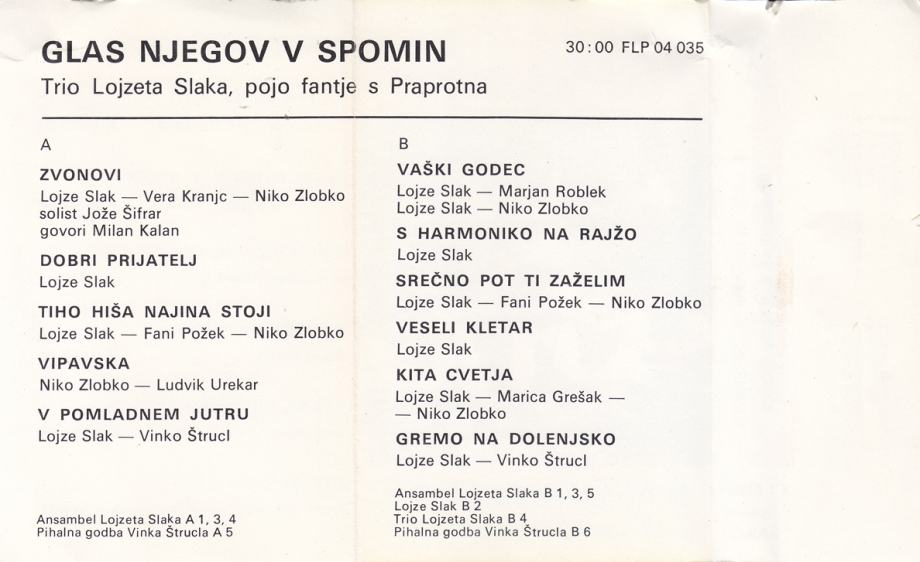 GLAS NJEGOV V SPOMIN
30:00 FLP 04 035
Trio Lojzeta Slaka, pojo fantje s Praprotna
A
ZVONOVI
Lojze Slak — Vera Kranjc — Niko Zlobko
solist Jože Šifrar
govori Milan Kalan
DOBRI PRIJATELJ
Lojze Slak
TIHO HIŠA NAJINA STOJI
Lojze Slak — Fani Požek — Niko Zlobko
VIPAVSKA
Niko Zlobko — Ludvik Urekar
V POMLADNEM JUTRU
Lojze Slak — Vinko Štrucl
Ansambel Lojzeta Slaka A 1, 3, 4
Pihalna godba Vinka Štrucla A 5
B
VAŠKI GODEC
Lojze Slak — Marjan Roblek
Lojze Slak — Niko Zlobko
S HARMONIKO NA RAJŽO
Lojze Slak
SREČNO POT TI ZAŽELIM
Lojze Slak — Fani Požek — Niko Zlobko
VESELI KLETAR
Lojze Slak
KITA CVETJA
Lojze Slak — Marica Grešak —
— Niko Zlobko
GREMO NA DOLENJSKO
Lojze Slak — Vinko Štrucl
Ansambel Lojzeta Slaka B 1, 3, 5
Lojze Slak B 2
Trio Lojzeta Slaka B 4
Pihalna godba Vinka Štrucla B 6